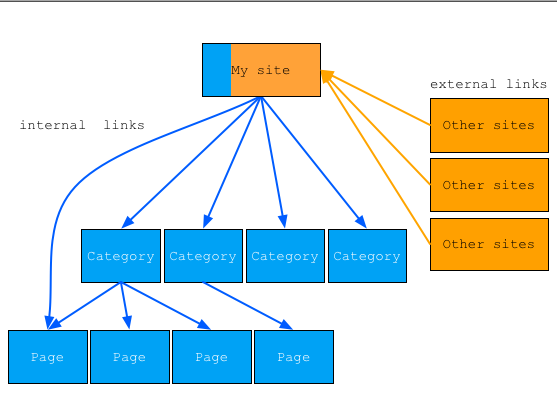 My site
external links
internal  links
Other sites
Other sites
Other sites
Category Category Category Category
Page Page Page Page